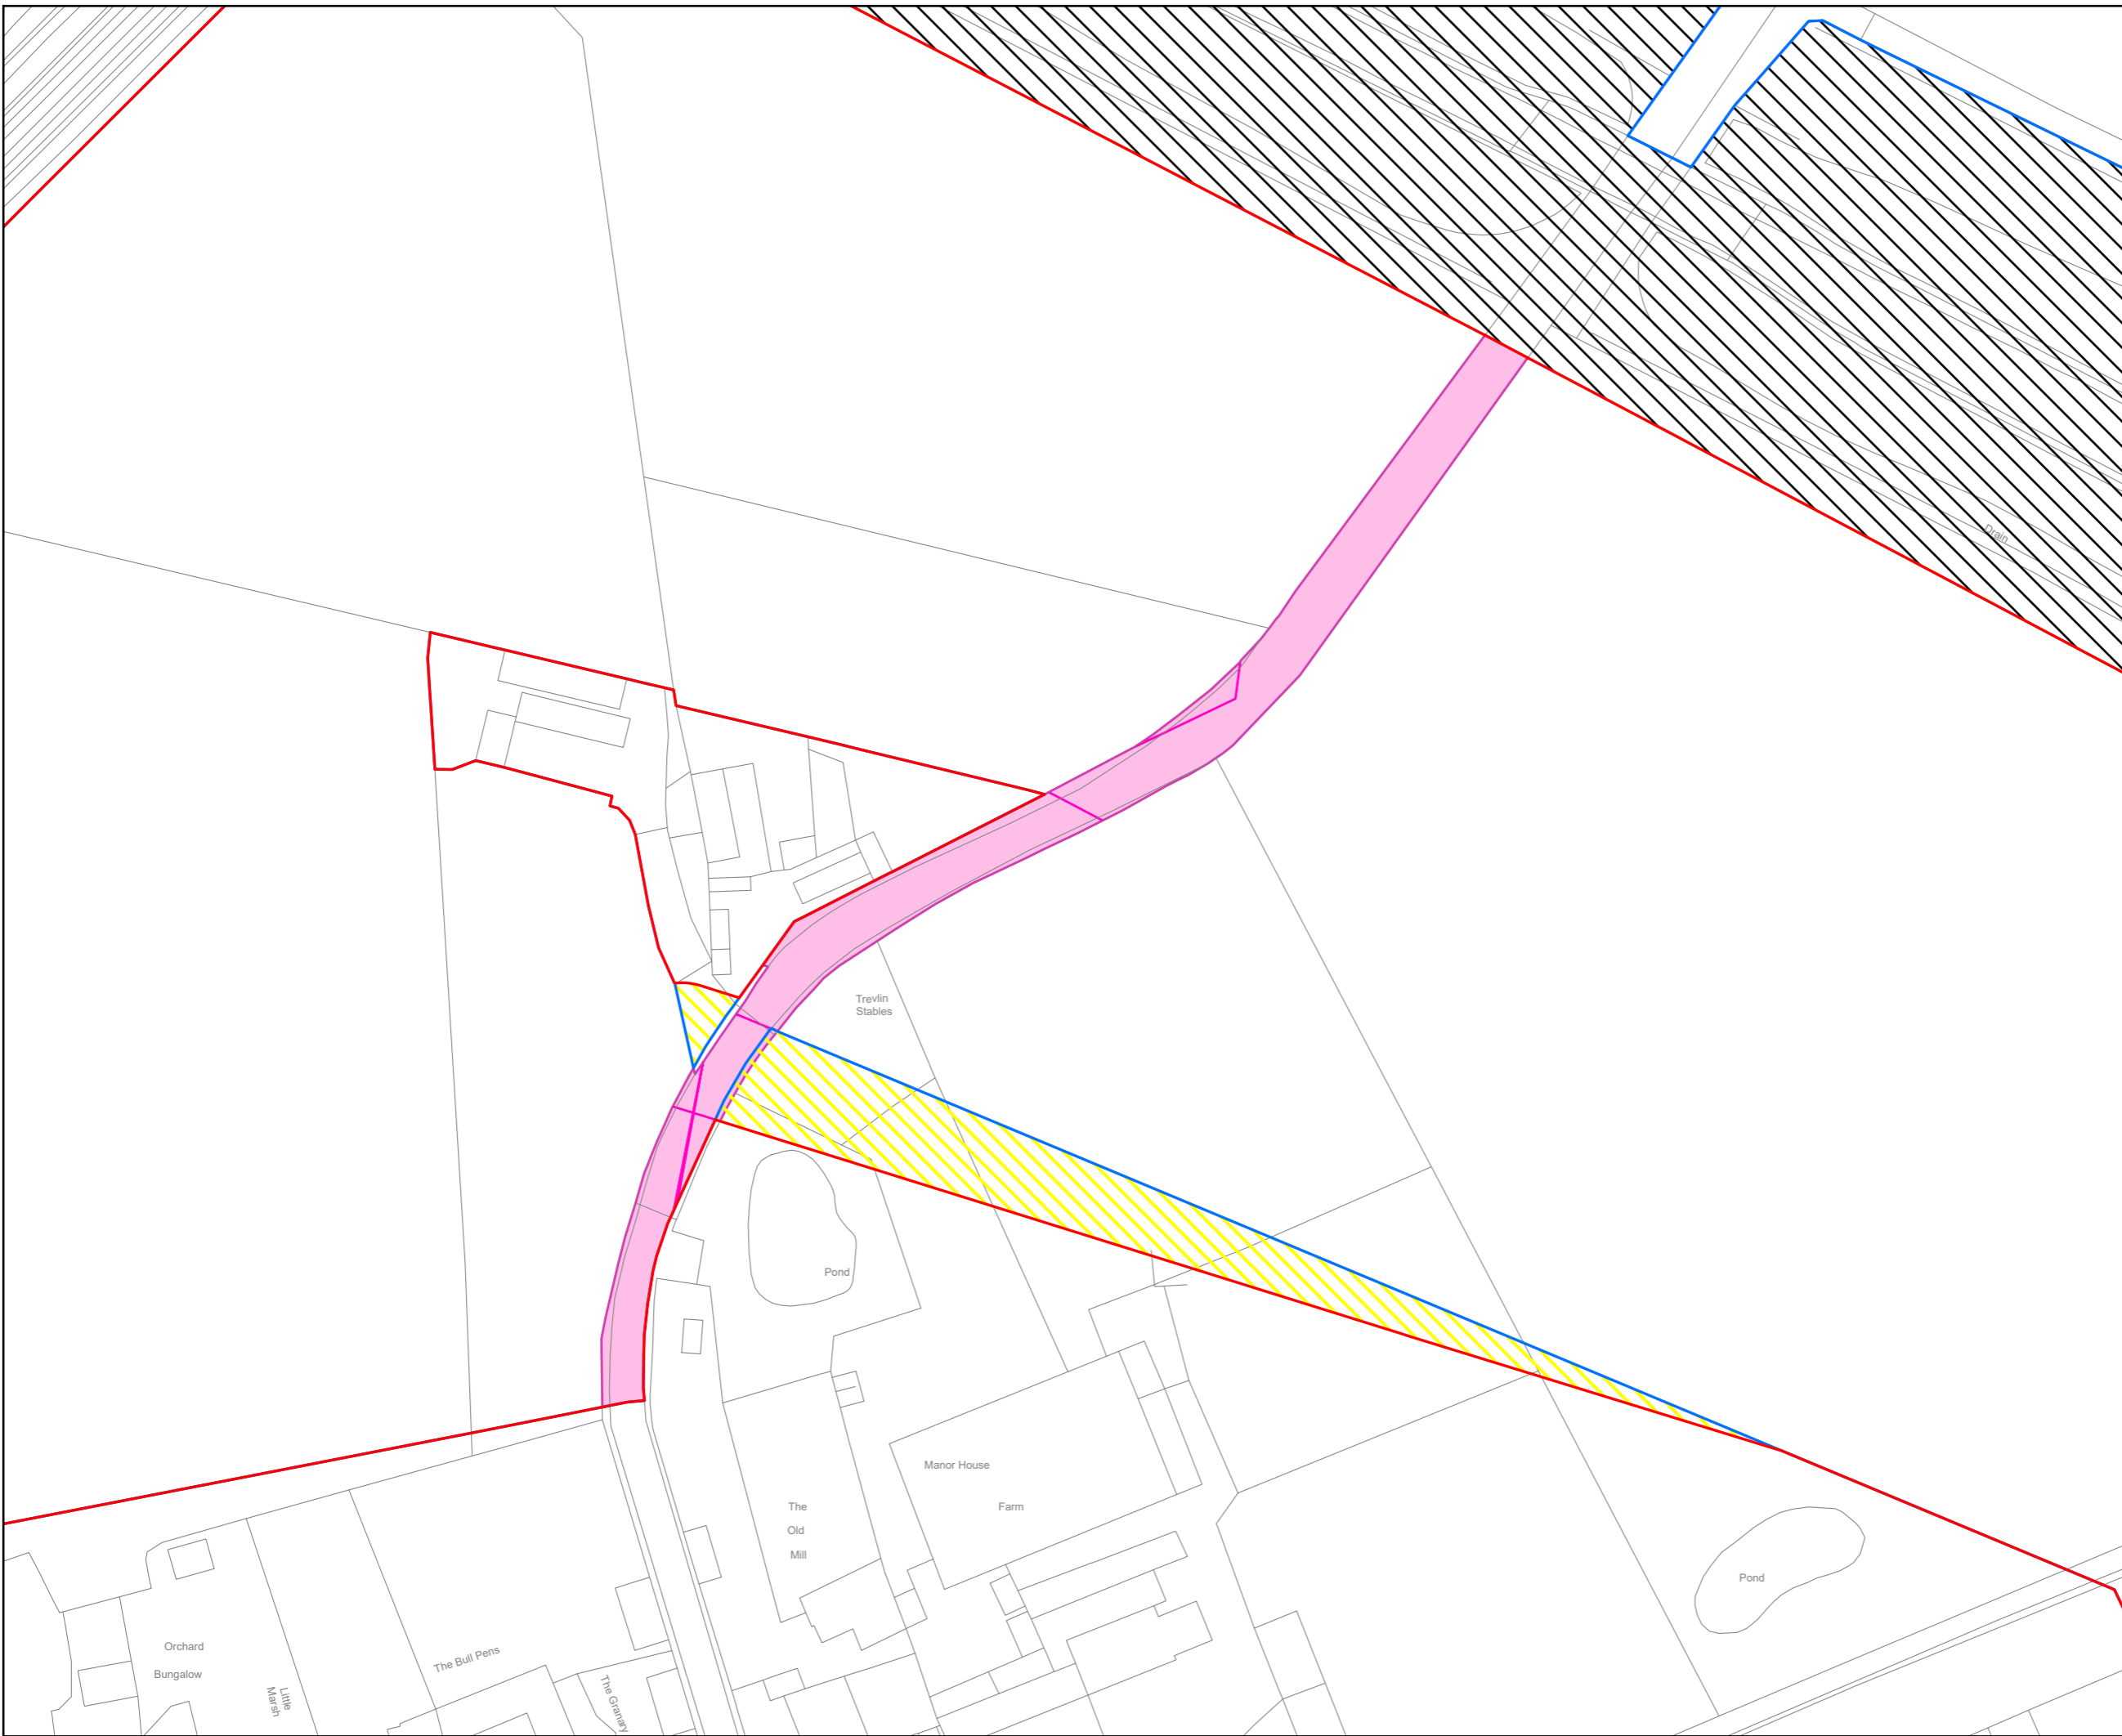 Drain
Trevlin
Stables
Pond
Manor House
Farm
The
Old
Mill
Pond
Orchard
Bungalow
Little
Marsh
The Bull Pens
The Granary